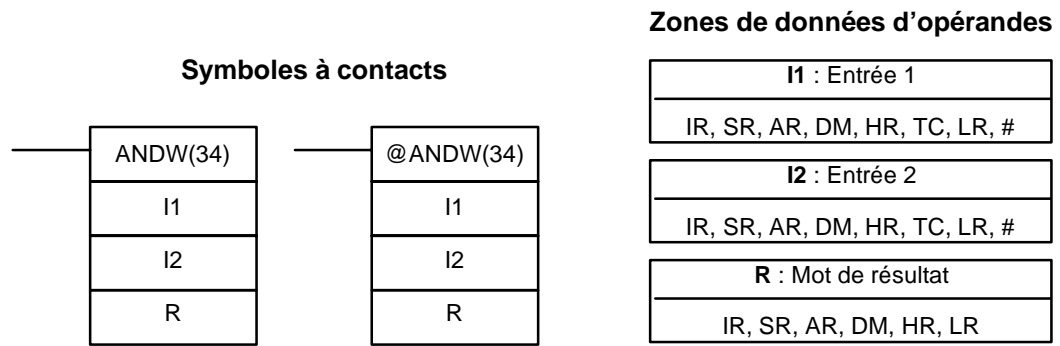 Zones de données d'opérandes
Symboles à contacts
I1 : Entrée 1
IR, SR, AR, DM, HR, TC, LR, #
ANDW(34)
I1
I2
R
@ANDW(34)
I1
I2
R
I2 : Entrée 2
IR, SR, AR, DM, HR, TC, LR, #
R : Mot de résultat
IR, SR, AR, DM, HR, LR